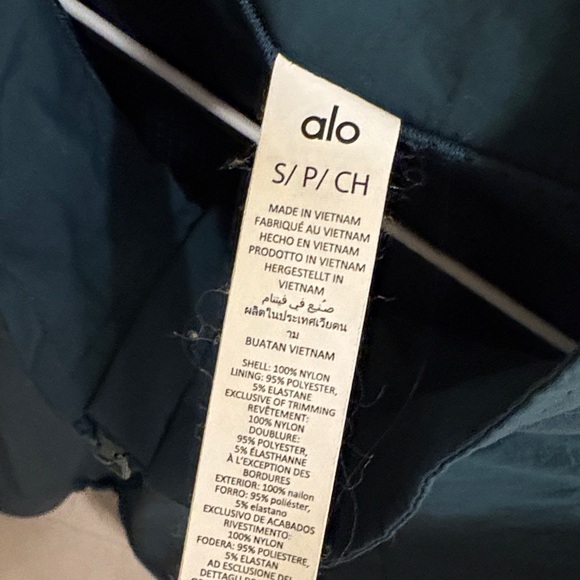 alo
S/ P/ CH
MADE IN VIETNAM
FABRIQUÉ AU VIETNAM
HECHO EN VIETNAM
PRODOTTO IN VIETNAM
HERGESTELLT IN
VIETNAM
صنع في فيتنام
ผลิตในประเทศเวียดน
าม
BUATAN VIETNAM
SHELL: 100% NYLON
LINING: 95% POLYESTER,
5% ELASTANE
EXCLUSIVE OF TRIMMING
REVÊTEMENT:
100% NYLON
DOUBLURE:
95% POLYESTER,
5% ÉLASTHANNE
À L'EXCEPTION DES
BORDURES
EXTERIOR: 100% nailon
FORRO: 95% poliéster,
5% elastano
EXCLUSIVO DE ACABADOS
RIVESTIMENTO:
100% NYLON
FODERA: 95% POLIESTERE,
5% ELASTAN
AD ESCLUSIONE DEI
DETTAGLI